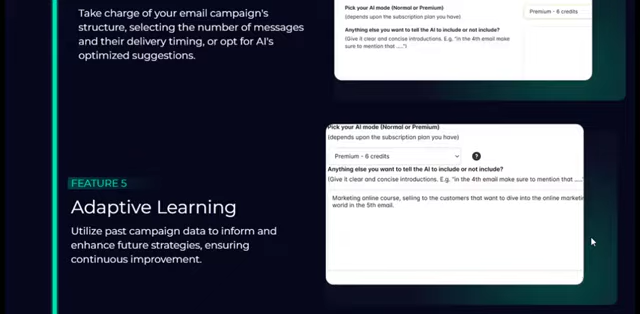 Take charge of your email campaign's
structure, selecting the number of messages
and their delivery timing, or opt for AI's
optimized suggestions.
Pick your AI mode (Normal or Premium)
(depends upon the subscription plan you have)
Premium - 6 credits
Anything else you want to tell the AI to include or not include?
(Give it clear and concise introductions. E.g. "in the 4th email make
sure to mention that ....")
FEATURE 5
Adaptive Learning
Utilize past campaign data to inform and
enhance future strategies, ensuring
continuous improvement.
Pick your AI mode (Normal or Premium)
(depends upon the subscription plan you have)
Premium - 6 credits
?
Anything else you want to tell the AI to include or not include?
(Give it clear and concise introductions. E.g. "in the 4th email make sure to mention that ...."
Marketing online course, selling to the customers that want to dive into the online
world in the 5th email.